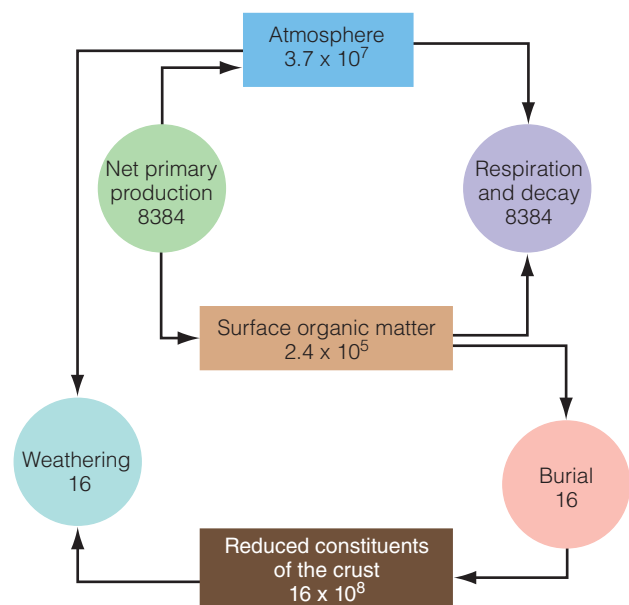 Atmosphere
3.7 x 10⁷
Net primary
production
8384
Respiration
and decay
8384
Surface organic matter
2.4 x 10⁵
Weathering
16
Burial
16
Reduced constituents
of the crust
16 x 10⁸